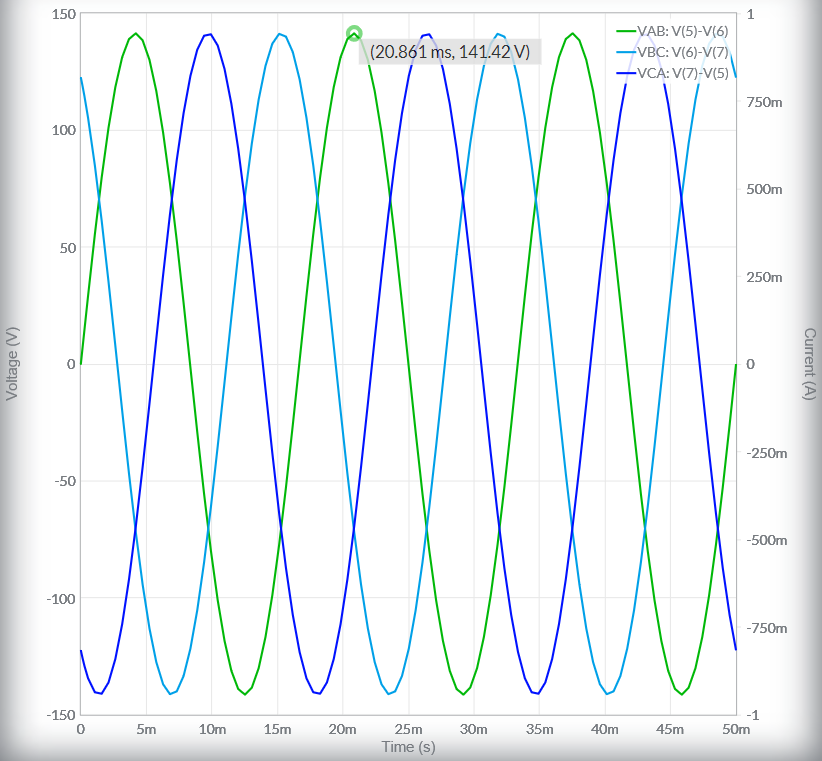 150
100
50
0
-50
-100
-150
Voltage (V)
1
750m
500m
250m
0
-250m
-500m
-750m
-1
Current (A)
VAB: V(5)-V(6)
VBC: V(6)-V(7)
VCA: V(7)-V(5)
(20.861 ms, 141.42 V)
0 5m 10m 15m 20m 25m 30m 35m 40m 45m 50m
Time (s)